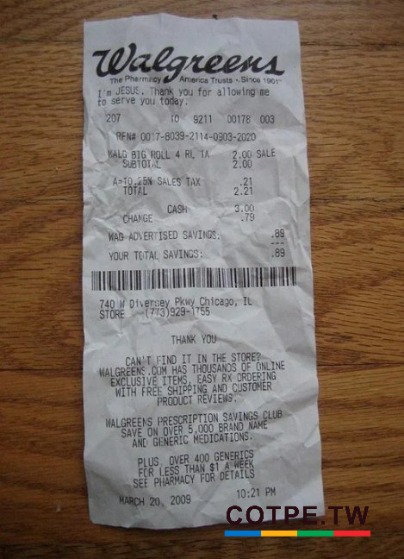 Walgreens
The Pharmacy America Trusts - Since 1901
I'm JESUE. Thank you for allowing me
to serve you today.
207 10 9211 00178 003
RFN# 0017-8039-2114-0903-2020
WALG BIG ROLL 4 RL 1A 2.00 SALE
SUBTOTAL 2.00
A=10.25% SALES TAX .21
TOTAL 2.21
CASH 3.00
CHANGE .79
WAG ADVERTISED SAVINGS: .89
---
YOUR TOTAL SAVINGS: .89
740 W Diversey Pkwy Chicago, IL
STORE (773)929-1755
THANK YOU
CAN'T FIND IT IN THE STORE?
WALGREENS.COM HAS THOUSANDS OF ONLINE
EXCLUSIVE ITEMS, EASY RX ORDERING
WITH FREE SHIPPING AND CUSTOMER
PRODUCT REVIEWS.
WALGREENS PRESCRIPTION SAVINGS CLUB
SAVE ON OVER 5,000 BRAND NAME
AND GENERIC MEDICATIONS.
PLUS OVER 400 GENERICS
FOR LESS THAN $1 A WEEK
SEE PHARMACY FOR DETAILS
MARCH 20, 2009 10:21 PM
COTPE.TW